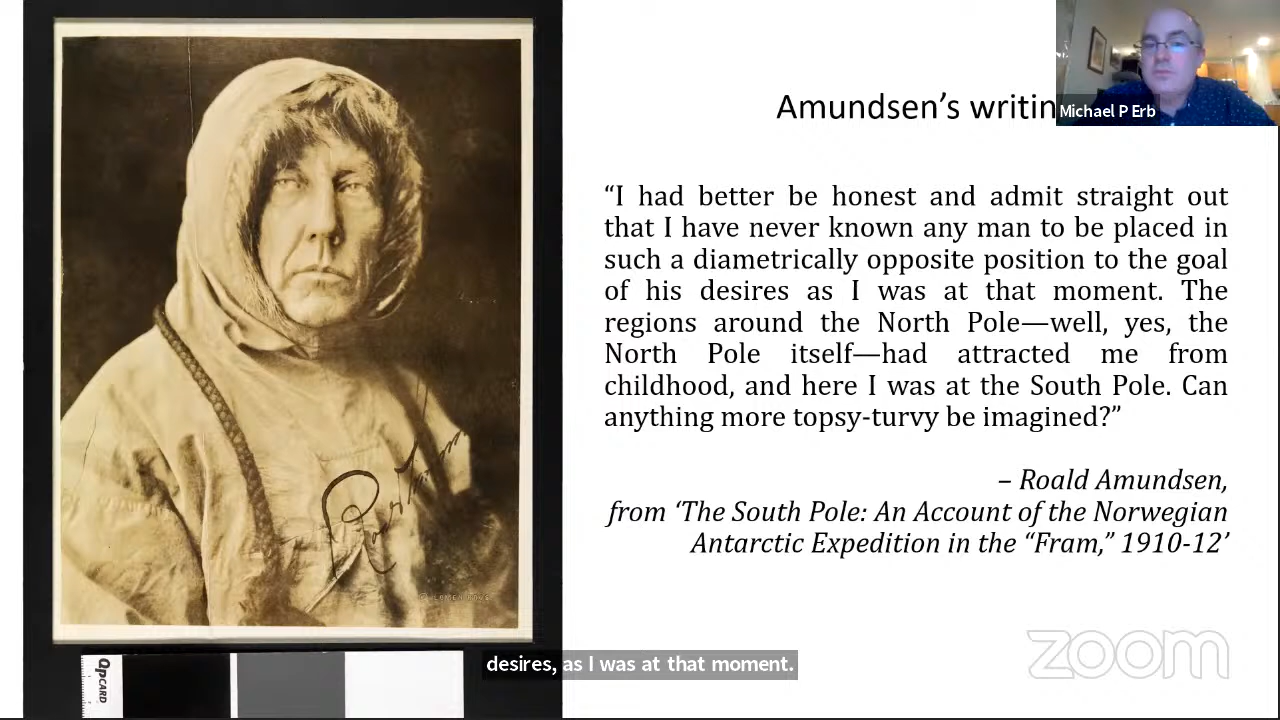 Amundsen’s writin
Michael P Erb
“I had better be honest and admit straight out
that I have never known any man to be placed in
such a diametrically opposite position to the goal
of his desires as I was at that moment. The
regions around the North Pole—well, yes, the
North Pole itself—had attracted me from
childhood, and here I was at the South Pole. Can
anything more topsy-turvy be imagined?”
– Roald Amundsen,
from ‘The South Pole: An Account of the Norwegian
Antarctic Expedition in the “Fram,” 1910-12’
QPCARD
desires, as I was at that moment.
zoom